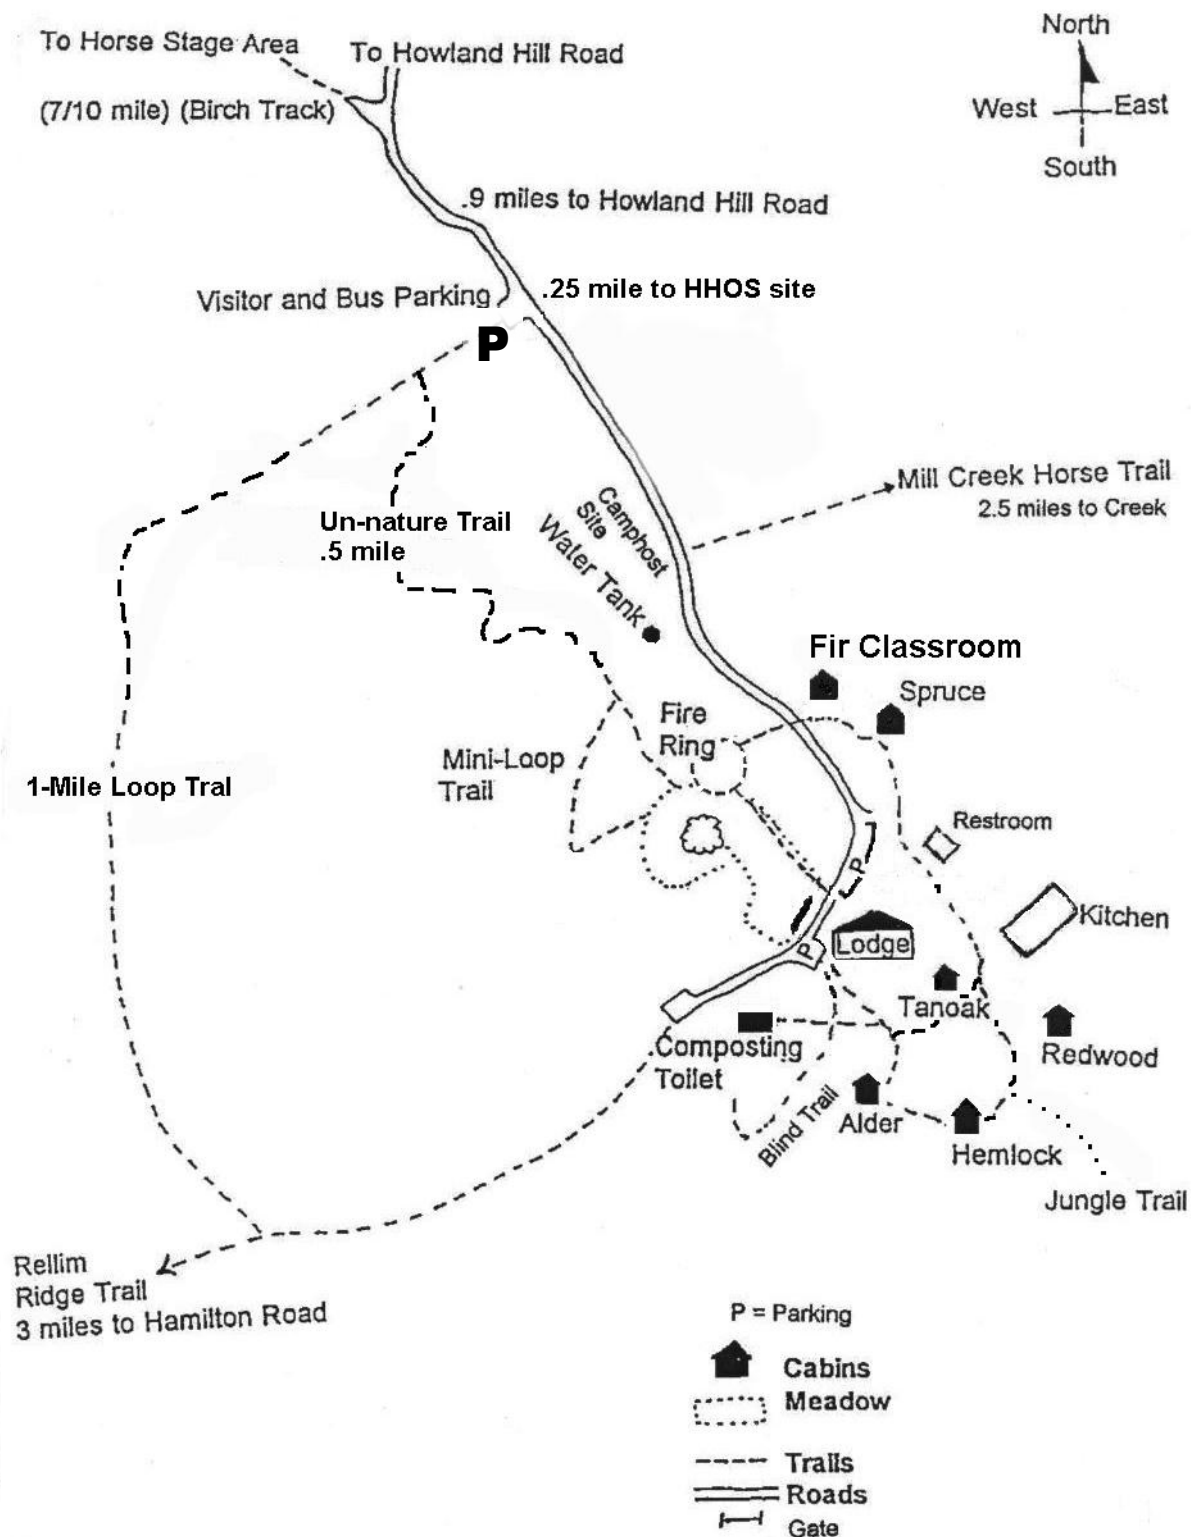 North
To Horse Stage Area
To Howland Hill Road
(7/10 mile) (Birch Track)
West
East
South
.9 miles to Howland Hill Road
.25 mile to HHOS site
Visitor and Bus Parking
P
Mill Creek Horse Trail
2.5 miles to Creek
Camphost
Site
Water Tank
Un-nature Trail
.5 mile
Fir Classroom
Spruce
Fire
Ring
Mini-Loop
Trail
1-Mile Loop Tral
Restroom
P
Kitchen
Lodge
P
Tanoak
Composting
Toilet
Redwood
Blind Trail
Alder
Hemlock
Jungle Trail
Rellim
Ridge Trail
3 miles to Hamilton Road
P = Parking
Cabins
Meadow
Trails
Roads
Gate